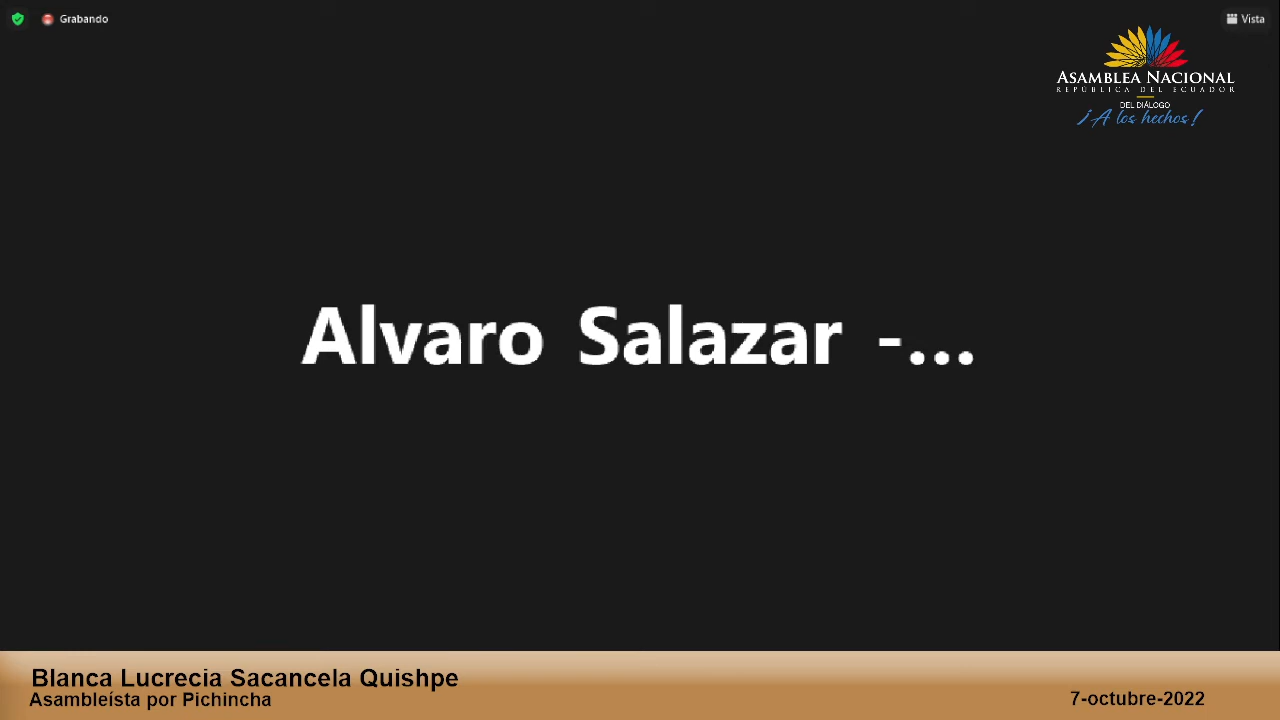 Grabando
Vista
ASAMBLEA NACIONAL
REPÚBLICA DEL ECUADOR
DEL DIÁLOGO
¡A los hechos!
Alvaro Salazar -...
Blanca Lucrecia Sacancela Quishpe
Asambleísta por Pichincha
7-octubre-2022